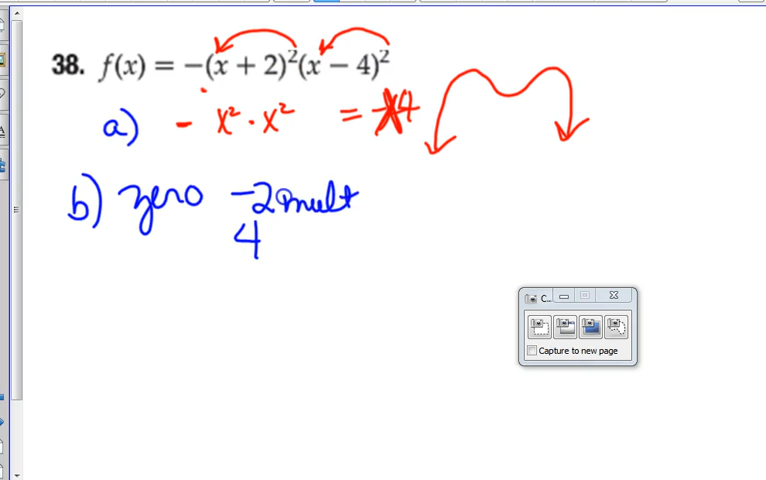 38. f(x) = −(x + 2)²(x − 4)²
a) - x² · x² = -x4
b) zero -2 mult
4
C...
Capture to new page